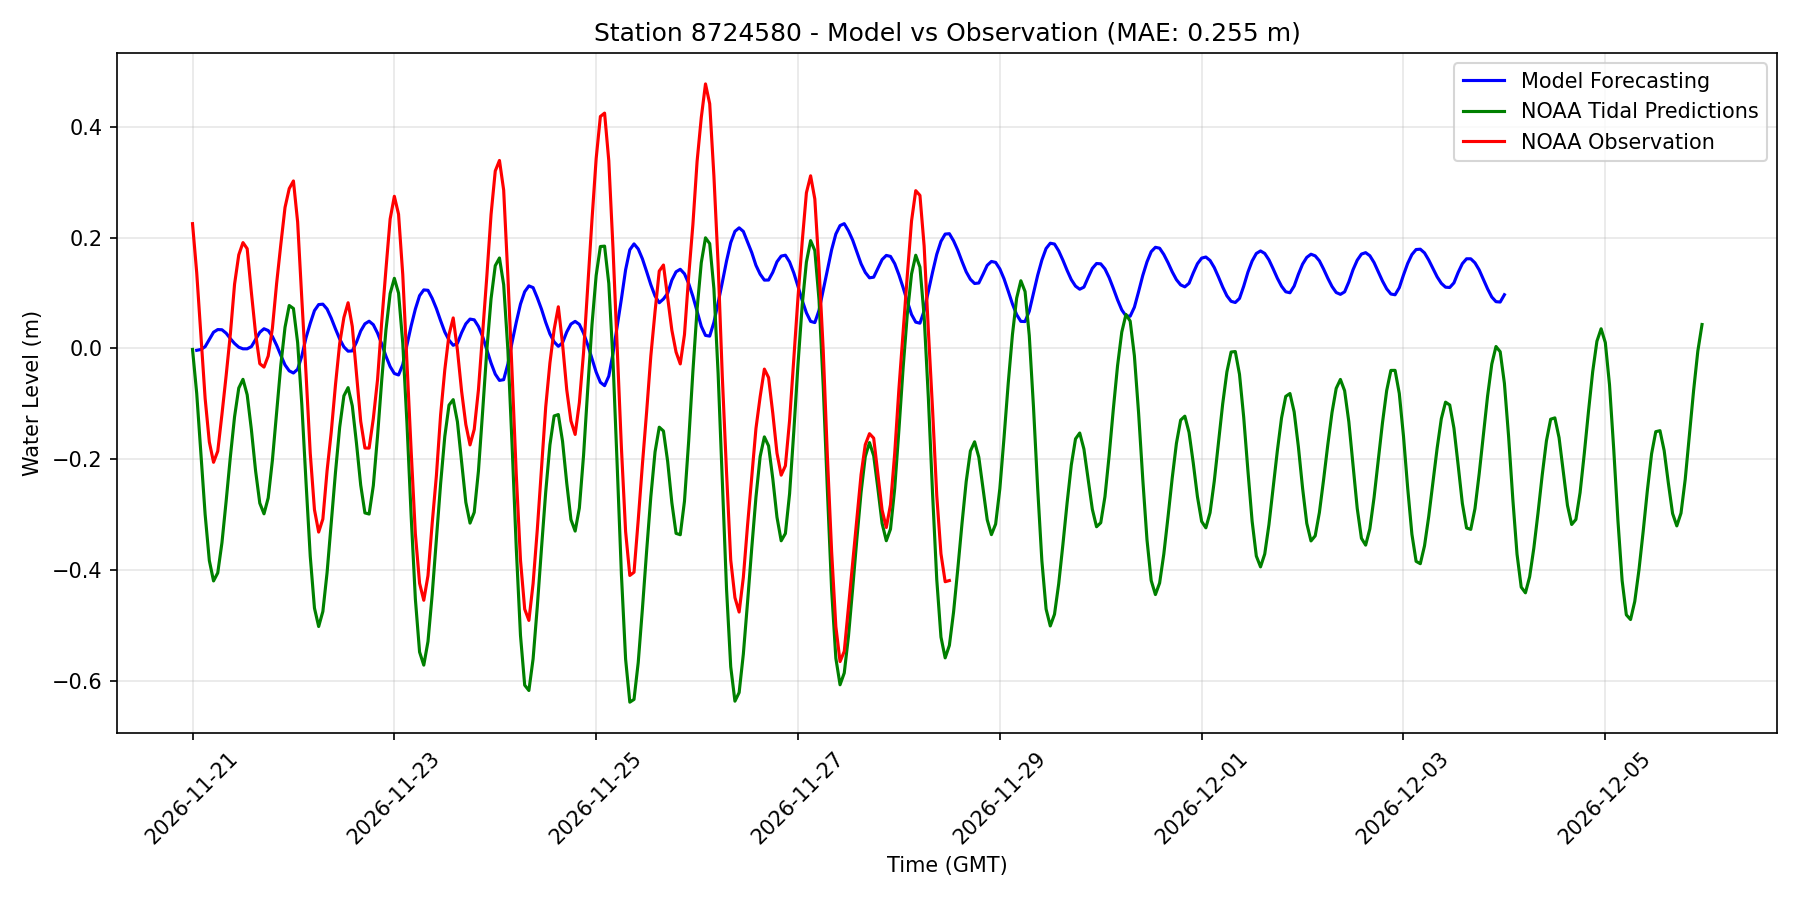 Station 8724580 - Model vs Observation (MAE: 0.255 m)
Model Forecasting
NOAA Tidal Predictions
NOAA Observation
Water Level (m)
0.4
0.2
0.0
−0.2
−0.4
−0.6
2026-11-21
2026-11-23
2026-11-25
2026-11-27
2026-11-29
2026-12-01
2026-12-03
2026-12-05
Time (GMT)